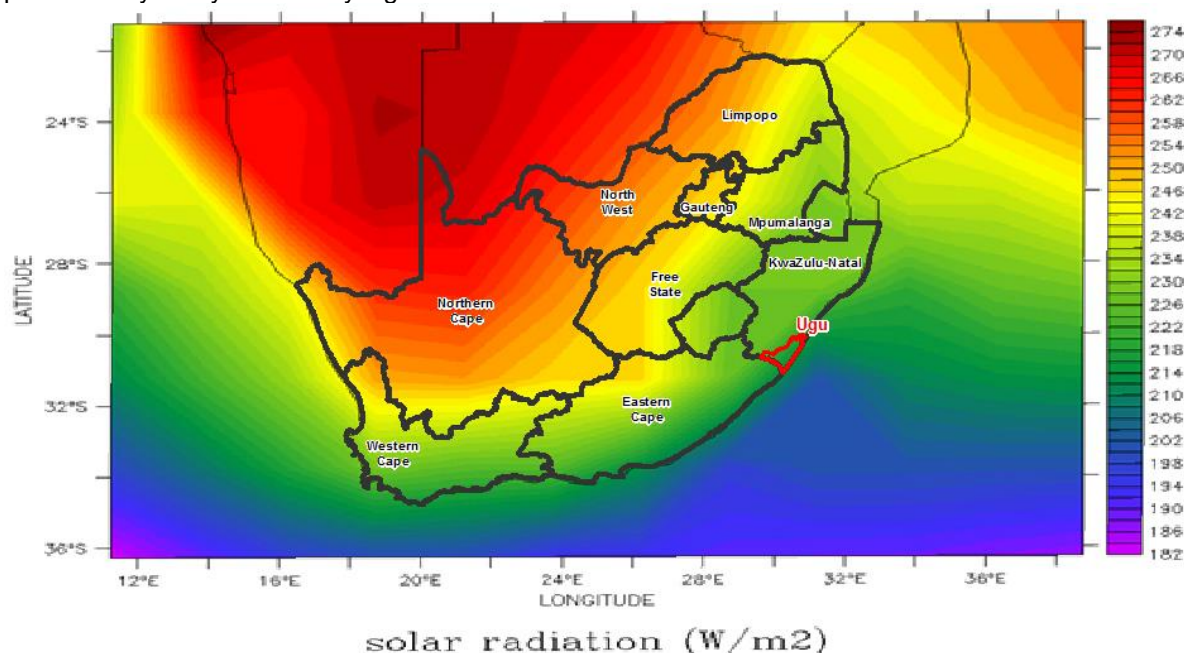 Limpopo
North
West
Gauteng
Mpumalanga
KwaZulu-Natal
Free
State
Northern
Cape
Ugu
Eastern
Cape
Western
Cape
LATITUDE
24°S
28°S
32°S
36°S
12°E
16°E
20°E
24°E
28°E
32°E
36°E
LONGITUDE
274
270
266
262
258
254
250
246
242
238
234
230
226
222
218
214
210
206
202
198
194
190
186
182
solar radiation (W/m2)